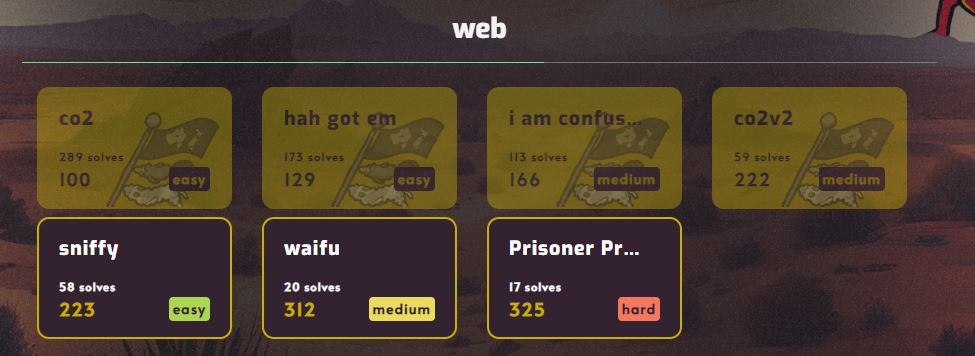 web
co2
289 solves
100 easy
hah got em
173 solves
129 easy
i am confus...
113 solves
166 medium
co2v2
59 solves
222 medium
sniffy
58 solves
223 easy
waifu
20 solves
312 medium
Prisoner Pr...
17 solves
325 hard